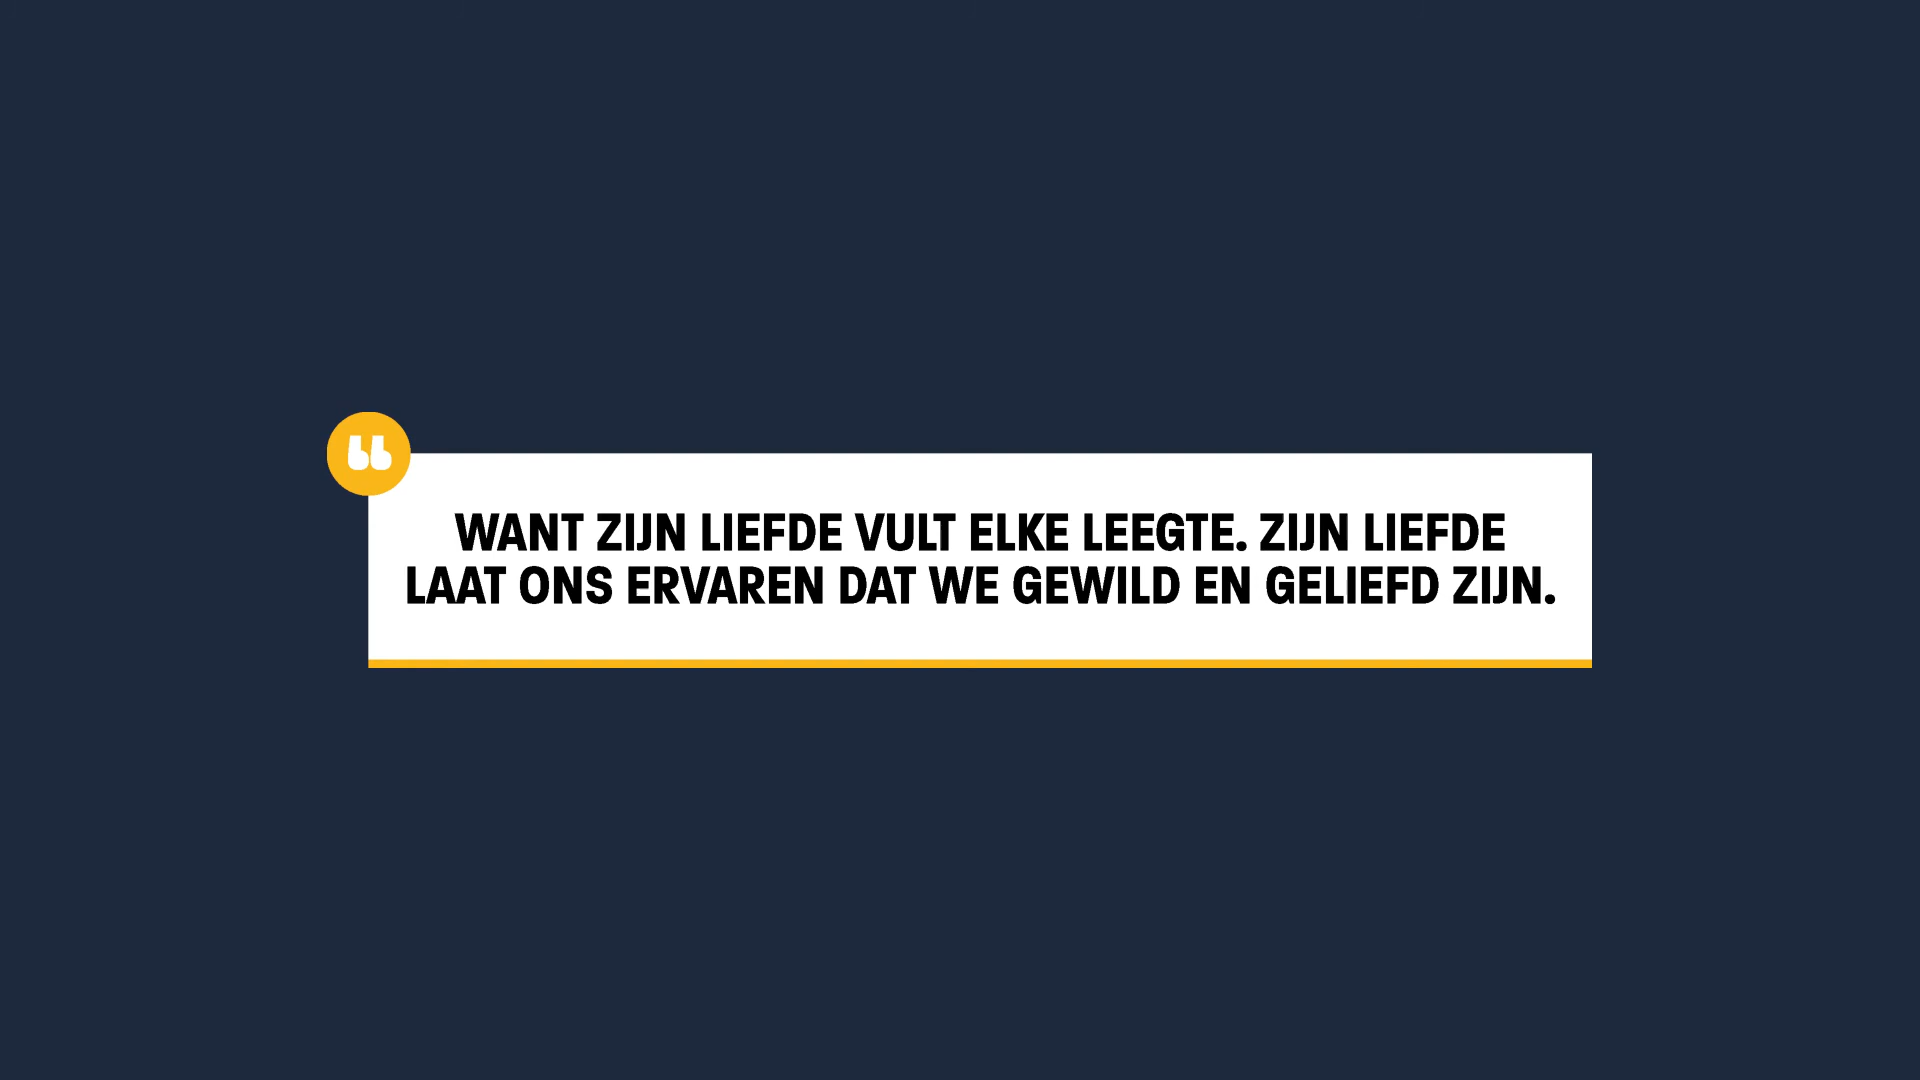 WANT ZIJN LIEFDE VULT ELKE LEEGTE. ZIJN LIEFDE
LAAT ONS ERVAREN DAT WE GEWILD EN GELIEFD ZIJN.